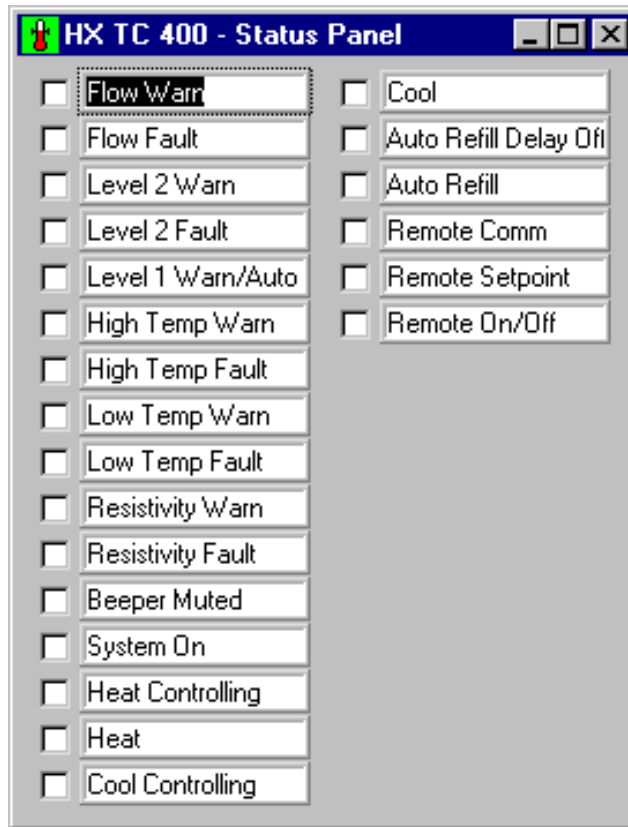 HX TC 400 - Status Panel
Flow Warn
Flow Fault
Level 2 Warn
Level 2 Fault
Level 1 Warn/Auto
High Temp Warn
High Temp Fault
Low Temp Warn
Low Temp Fault
Resistivity Warn
Resistivity Fault
Beeper Muted
System On
Heat Controlling
Heat
Cool Controlling
Cool
Auto Refill Delay Off
Auto Refill
Remote Comm
Remote Setpoint
Remote On/Off